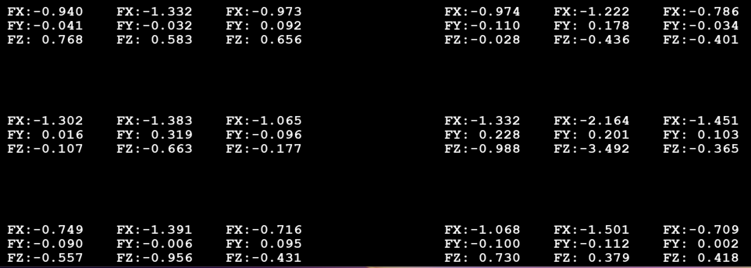 FX:-0.940 FX:-1.332 FX:-0.973 FX:-0.974 FX:-1.222 FX:-0.786
FY:-0.041 FY:-0.032 FY: 0.092 FY:-0.110 FY: 0.178 FY:-0.034
FZ: 0.768 FZ: 0.583 FZ: 0.656 FZ:-0.028 FZ:-0.436 FZ:-0.401
FX:-1.302 FX:-1.383 FX:-1.065 FX:-1.332 FX:-2.164 FX:-1.451
FY: 0.016 FY: 0.319 FY:-0.096 FY: 0.228 FY: 0.201 FY: 0.103
FZ:-0.107 FZ:-0.663 FZ:-0.177 FZ:-0.988 FZ:-3.492 FZ:-0.365
FX:-0.749 FX:-1.391 FX:-0.716 FX:-1.068 FX:-1.501 FX:-0.709
FY:-0.090 FY:-0.006 FY: 0.095 FY:-0.100 FY:-0.112 FY: 0.002
FZ:-0.557 FZ:-0.956 FZ:-0.431 FZ: 0.730 FZ: 0.379 FZ: 0.418